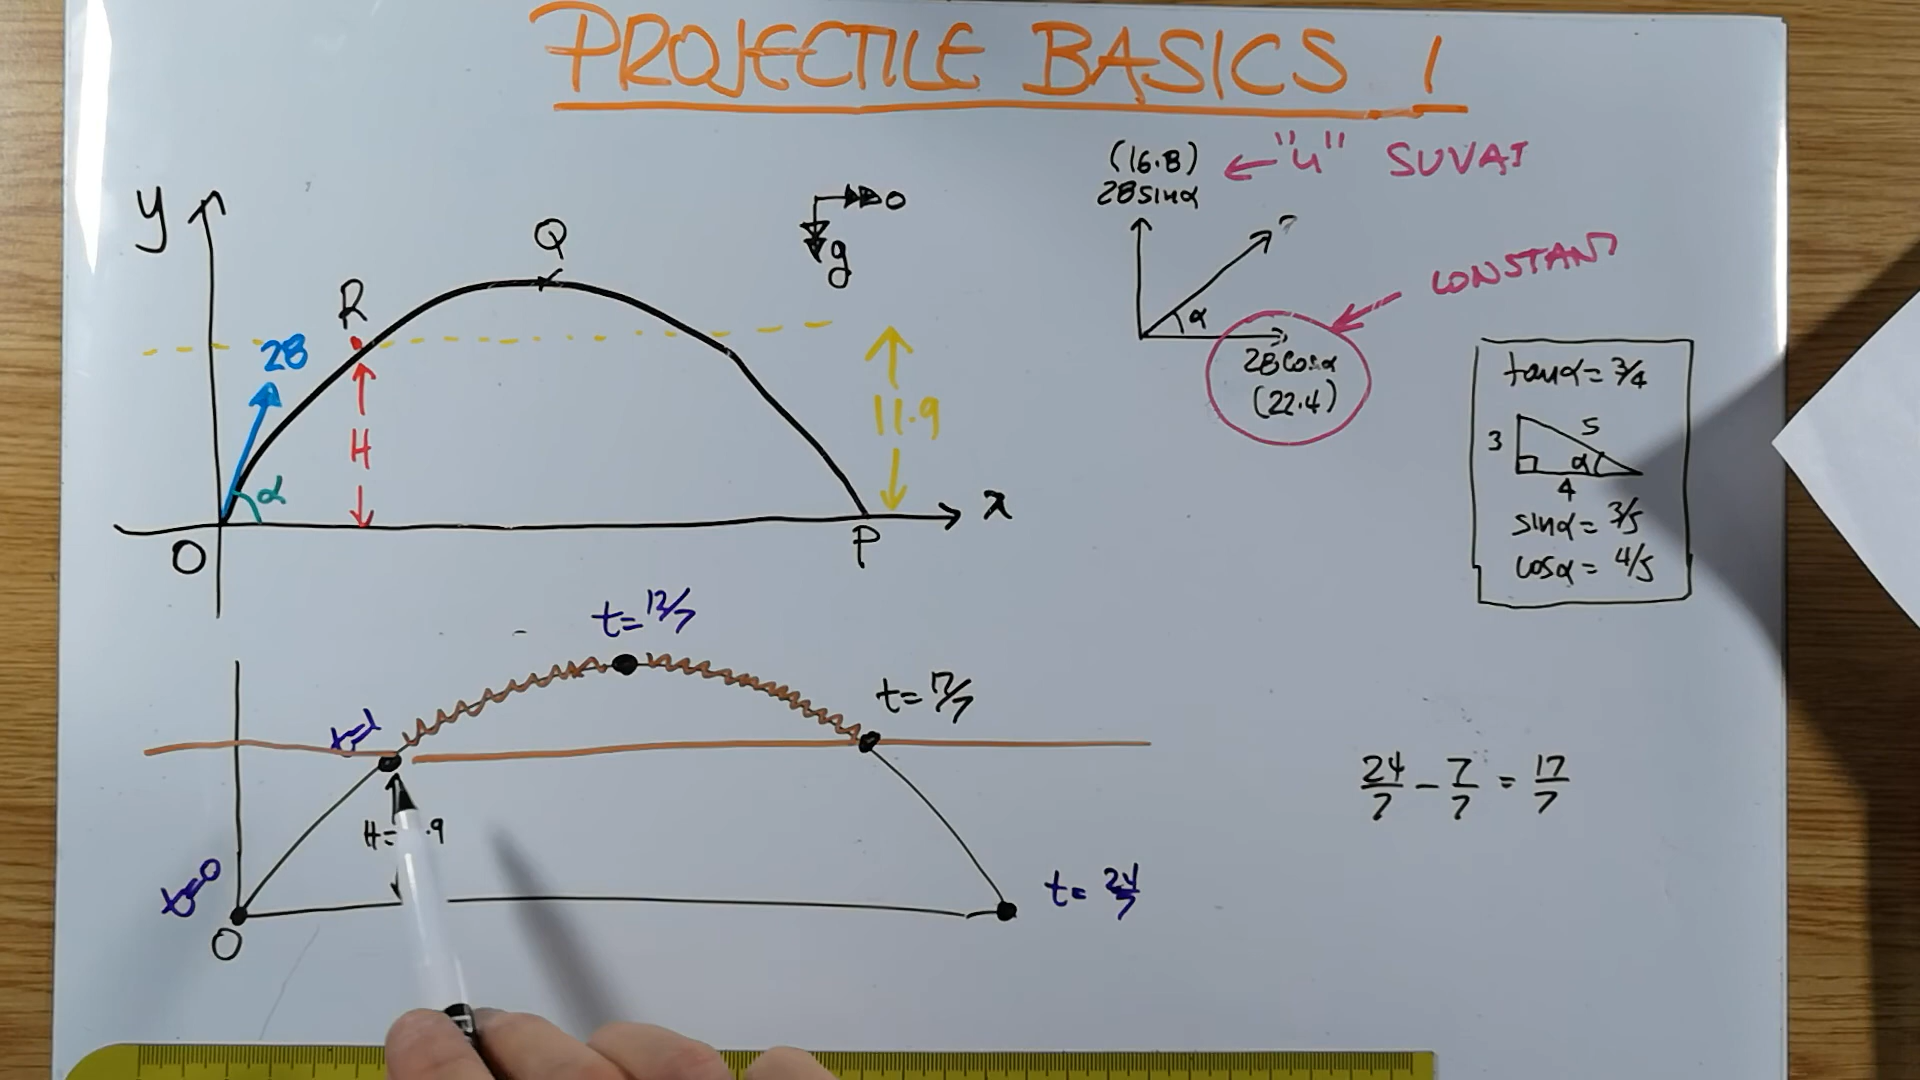 PROJECTILE BASICS 1
(16.8) ← "u" SUVAT
28sinα
y
Q
0
g
R
28
H
α
11.9
x
O
P
CONSTANT
α
28cosα
(22.4)
tanα = 3/4
3
5
α
4
sinα = 3/5
cosα = 4/5
t = 12/7
t=1
t = 17/7
24/7 - 7/7 = 17/7
t=0
t = 24/7
O